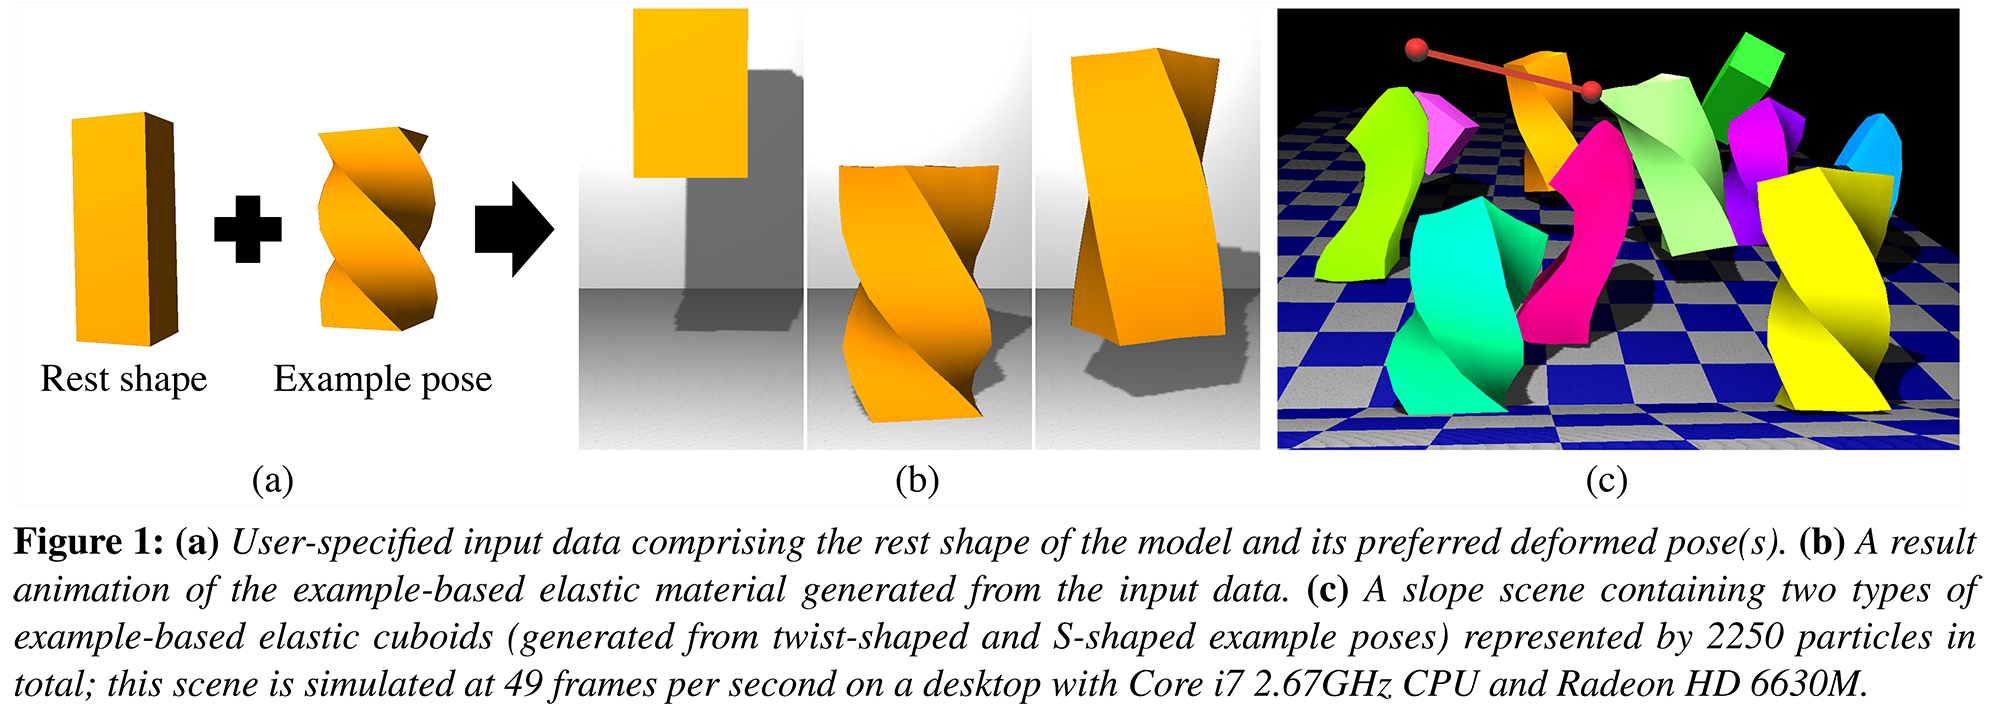 Rest shape
Example pose
(a)
(b)
(c)
Figure 1: (a) User-specified input data comprising the rest shape of the model and its preferred deformed pose(s). (b) A result
animation of the example-based elastic material generated from the input data. (c) A slope scene containing two types of
example-based elastic cuboids (generated from twist-shaped and S-shaped example poses) represented by 2250 particles in
total; this scene is simulated at 49 frames per second on a desktop with Core i7 2.67GHz CPU and Radeon HD 6630M.